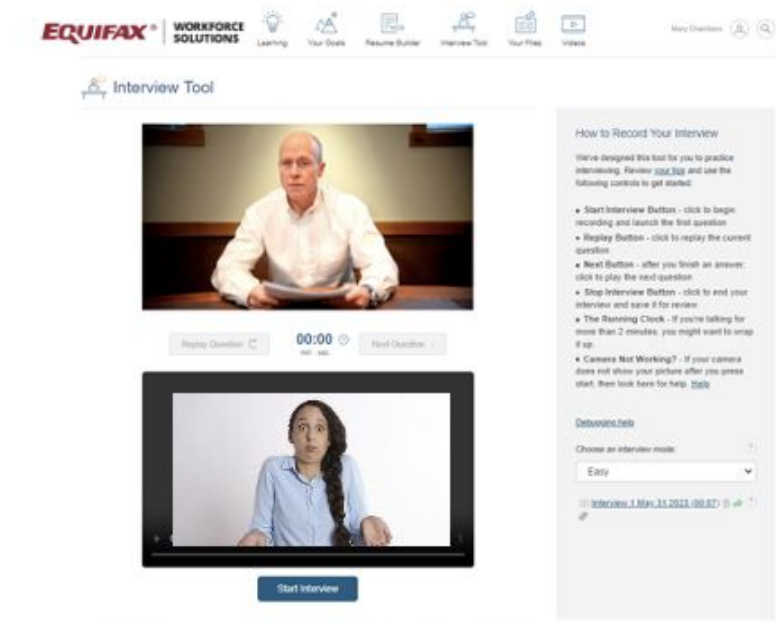 EQUIFAX® | WORKFORCE SOLUTIONS
Learning
Your Goals
Resume Builder
Interview Tool
Your Files
Videos
Mary Chambers
Interview Tool
Replay Question
00:00
Next Question
Start Interview
How to Record Your Interview
We've designed this tool for you to practice
interviewing. Review your tips and use the
following controls to get started:
• Start Interview Button - click to begin
recording and launch the first question
• Replay Button - click to replay the current
question
• Next Button - after you finish an answer,
click to play the next question
• Stop Interview Button - click to end your
interview and save it for review
• The Running Clock - If you're talking for
more than 2 minutes, you might want to wrap
it up.
• Camera Not Working? - If your camera
does not show your picture after you press
start, then look here for help. Help
Debugging help
Choose an interview mode:
Easy
Interview 1 May 31 2023 (00:07)